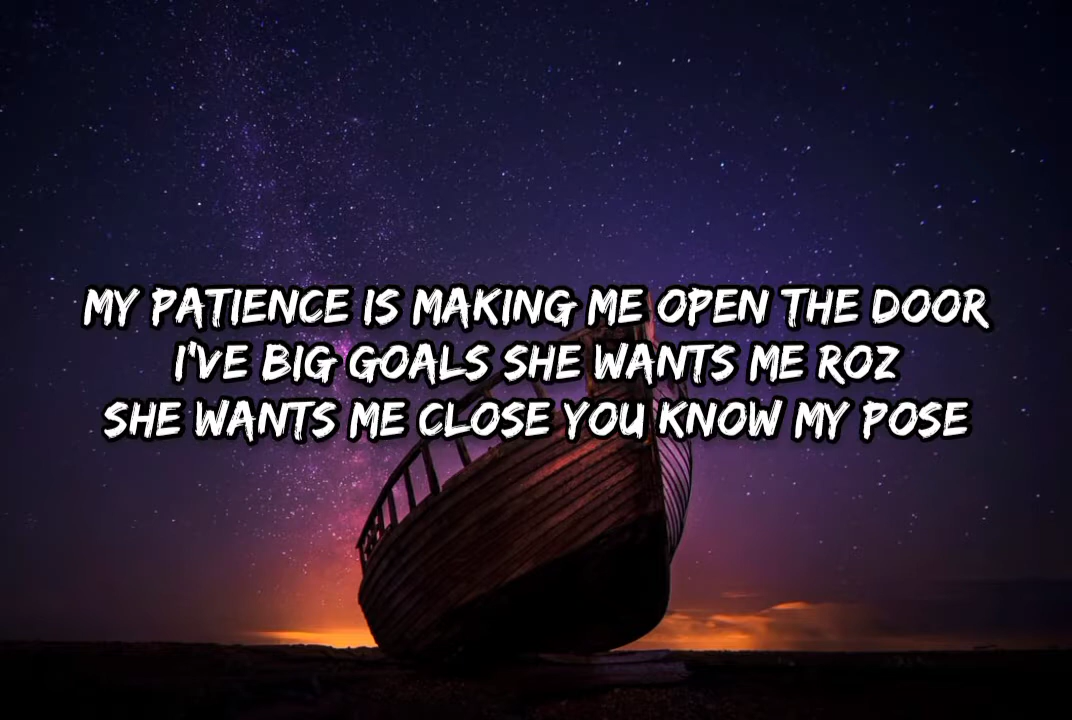 MY PATIENCE IS MAKING ME OPEN THE DOOR
I'VE BIG GOALS SHE WANTS ME ROZ
SHE WANTS ME CLOSE YOU KNOW MY POSE